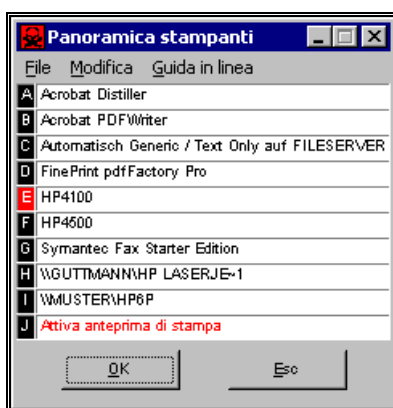 Panoramica stampanti
File Modifica Guida in linea
A Acrobat Distiller
B Acrobat PDFWriter
C Automatisch Generic / Text Only auf FILESERVER
D FinePrint pdfFactory Pro
E HP4100
F HP4500
G Symantec Fax Starter Edition
H \\GUTTMANN\HP LASERJE~1
I \\MUSTER\HP6P
J Attiva anteprima di stampa
OK Esc